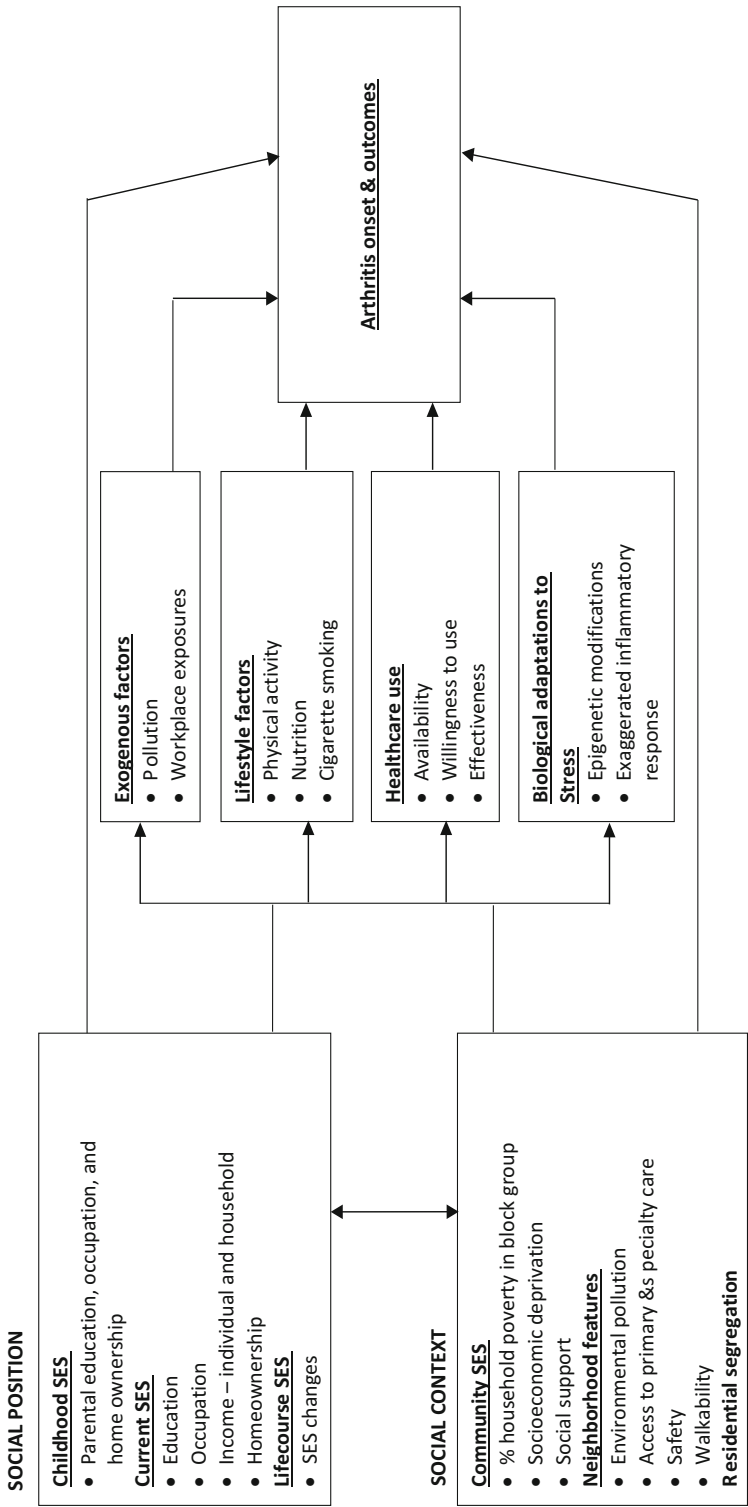 SOCIAL POSITION
Childhood SES
• Parental education, occupation, and
home ownership
Current SES
• Education
• Occupation
• Income – individual and household
• Homeownership
Lifecourse SES
• SES changes
SOCIAL CONTEXT
Community SES
• % household poverty in block group
• Socioeconomic deprivation
• Social support
Neighborhood features
• Environmental pollution
• Access to primary &s pecialty care
• Safety
• Walkability
Residential segregation
Exogenous factors
• Pollution
• Workplace exposures
Lifestyle factors
• Physical activity
• Nutrition
• Cigarette smoking
Healthcare use
• Availability
• Willingness to use
• Effectiveness
Biological adaptations to
Stress
• Epigenetic modifications
• Exaggerated inflammatory
response
Arthritis onset & outcomes